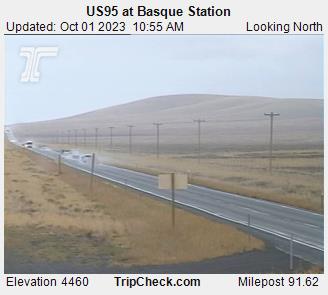 US95 at Basque Station
Updated: Oct 01 2023 10:55 AM Looking North
Elevation 4460 TripCheck.com Milepost 91.62